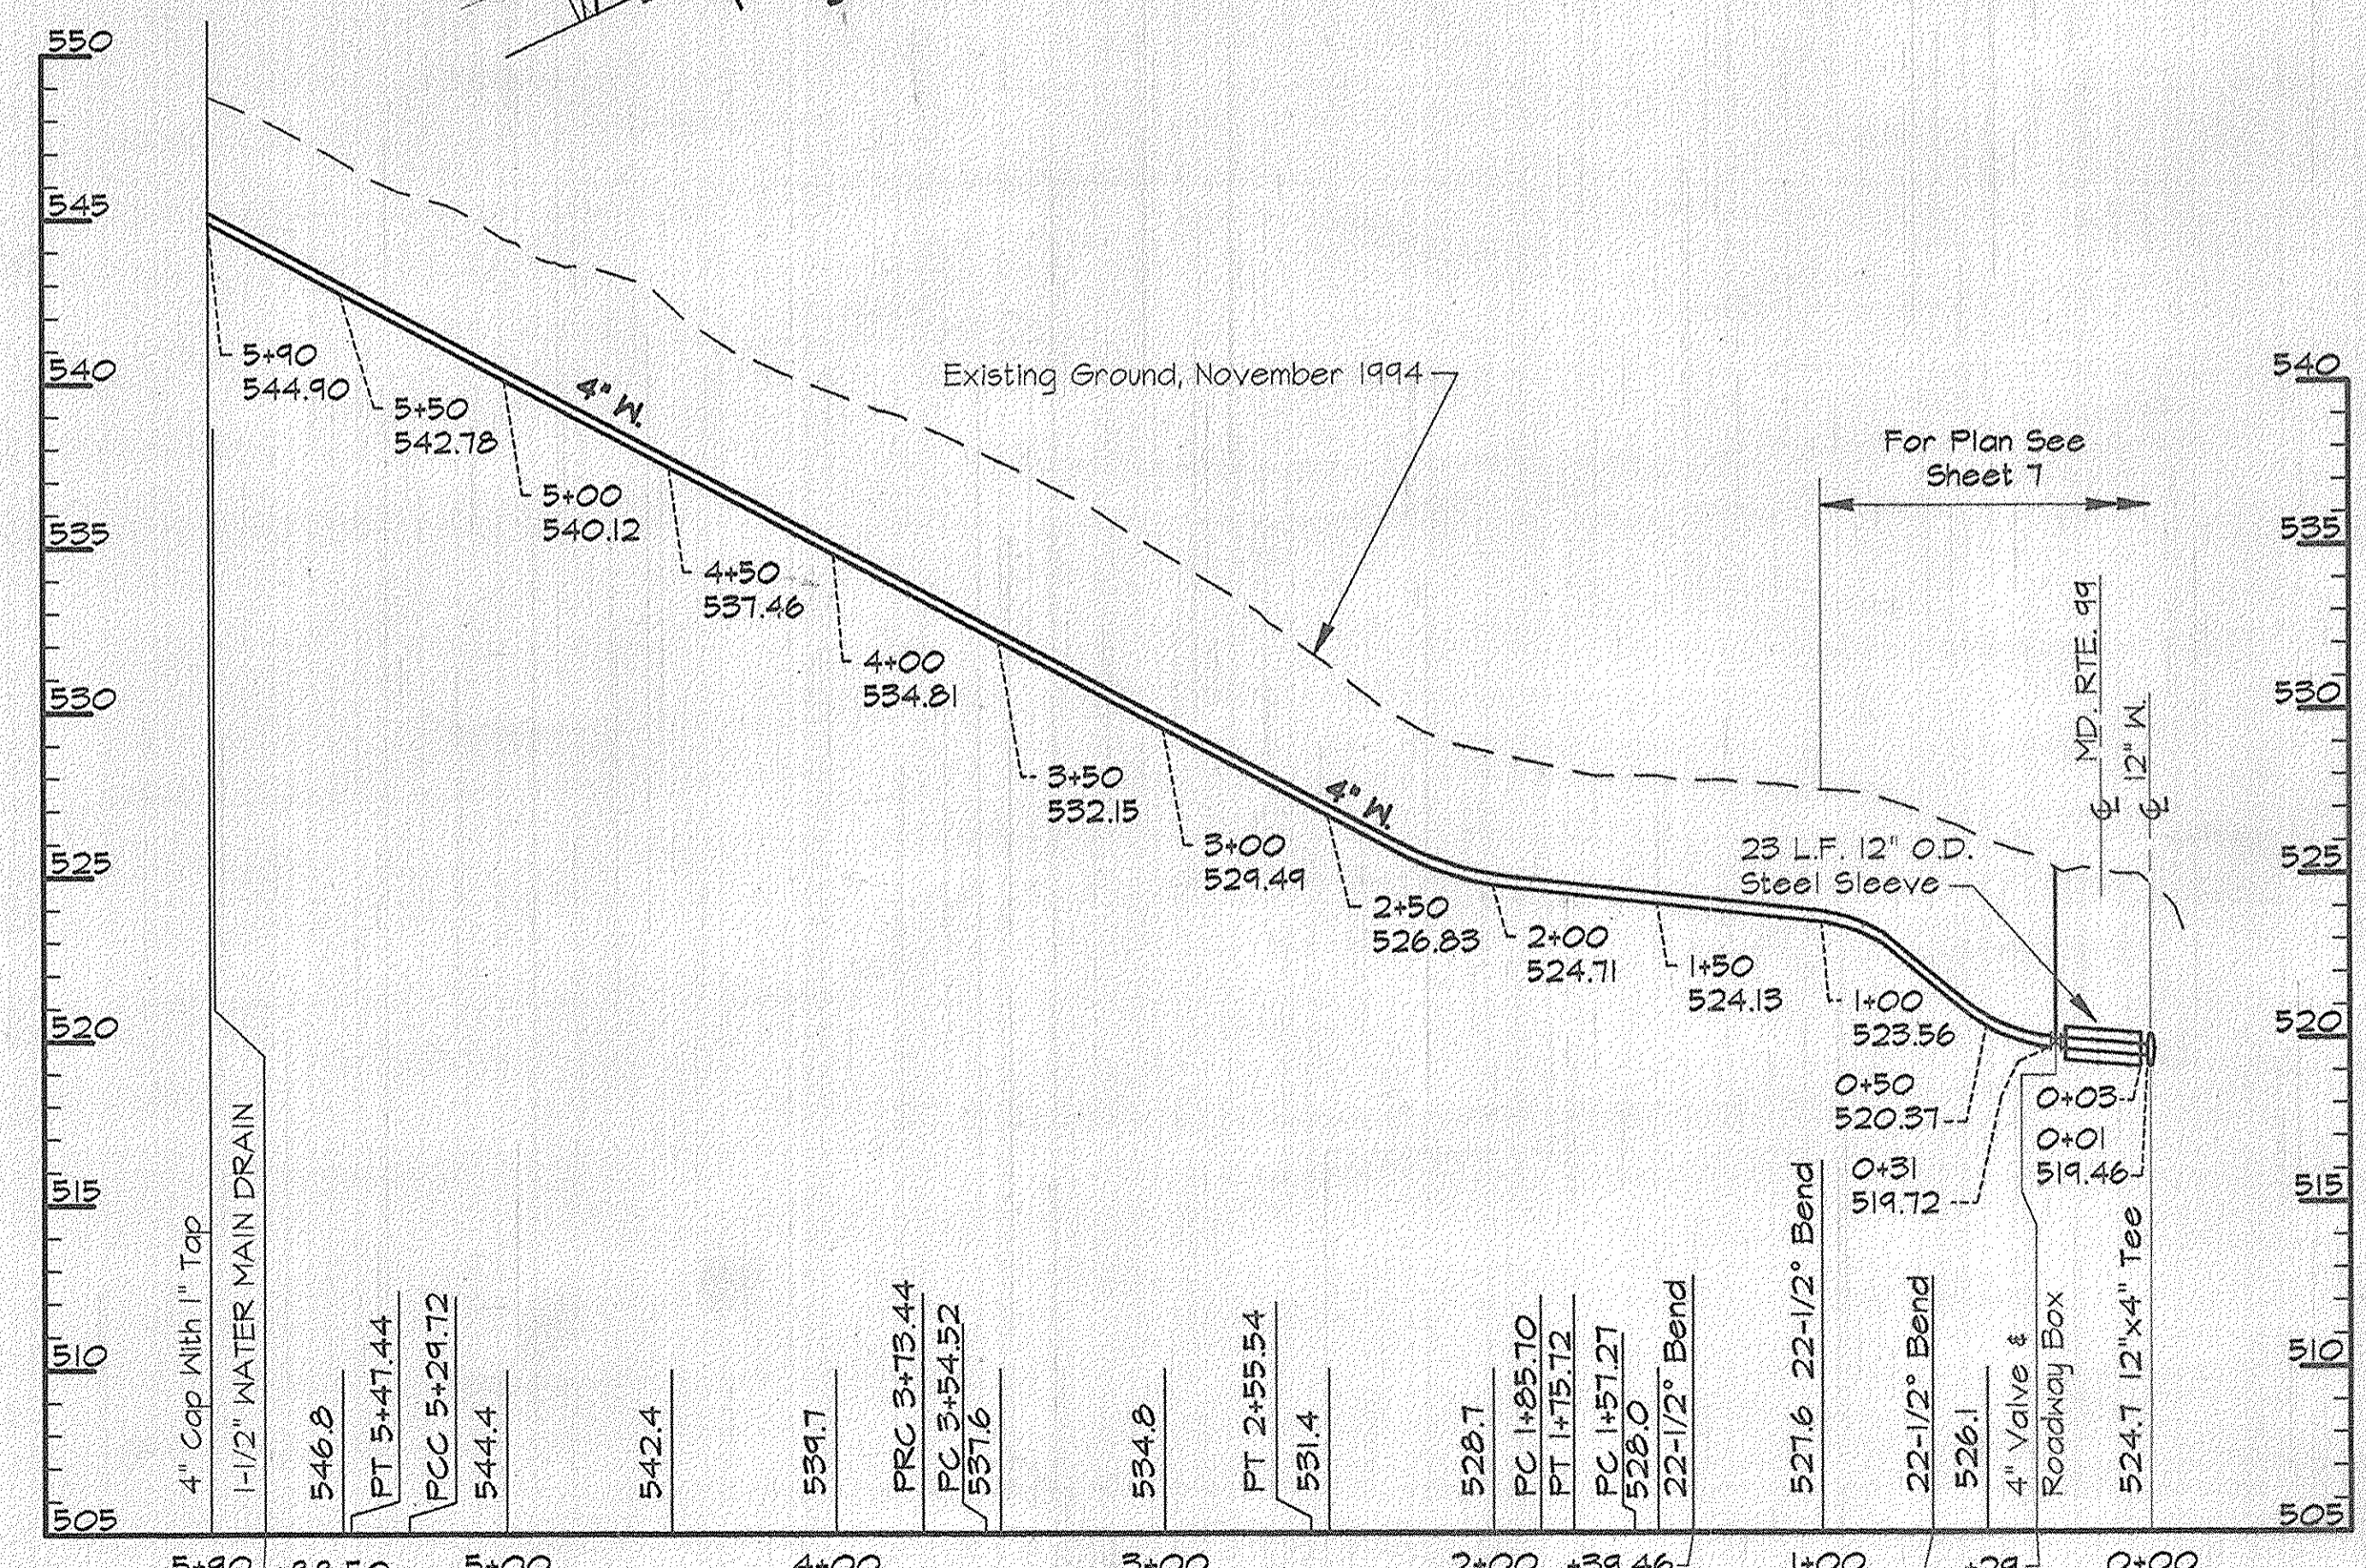 550
545
540
535
530
525
520
515
510
505
540
535
530
525
520
515
510
505
5+90
544.90
5+50
542.78
5+00
540.12
4" W.
4+50
537.46
4+00
534.81
3+50
532.15
3+00
529.49
4" W.
2+50
526.83
2+00
524.71
1+50
524.13
1+00
523.56
0+50
520.37
0+31
519.72
0+03
0+01
519.46
Existing Ground, November 1994
For Plan See
Sheet 7
MD. RTE. 99
12" W.
23 L.F. 12" O.D.
Steel Sleeve
4" Cap With 1" Tap
1-1/2" WATER MAIN DRAIN
546.8
PT 5+47.44
PCC 5+29.72
544.4
542.4
539.7
PRC 3+73.44
PC 3+54.52
537.6
534.8
PT 2+55.54
531.4
528.7
PC 1+85.70
PT 1+75.72
PC 1+57.27
528.0
22-1/2° Bend
527.6 22-1/2° Bend
22-1/2° Bend
526.1
4" Valve &
Roadway Box
524.7 12"x4" Tee
5+90
5+00
4+00
3+00
2+00
+39.46
1+00
+29
0+00